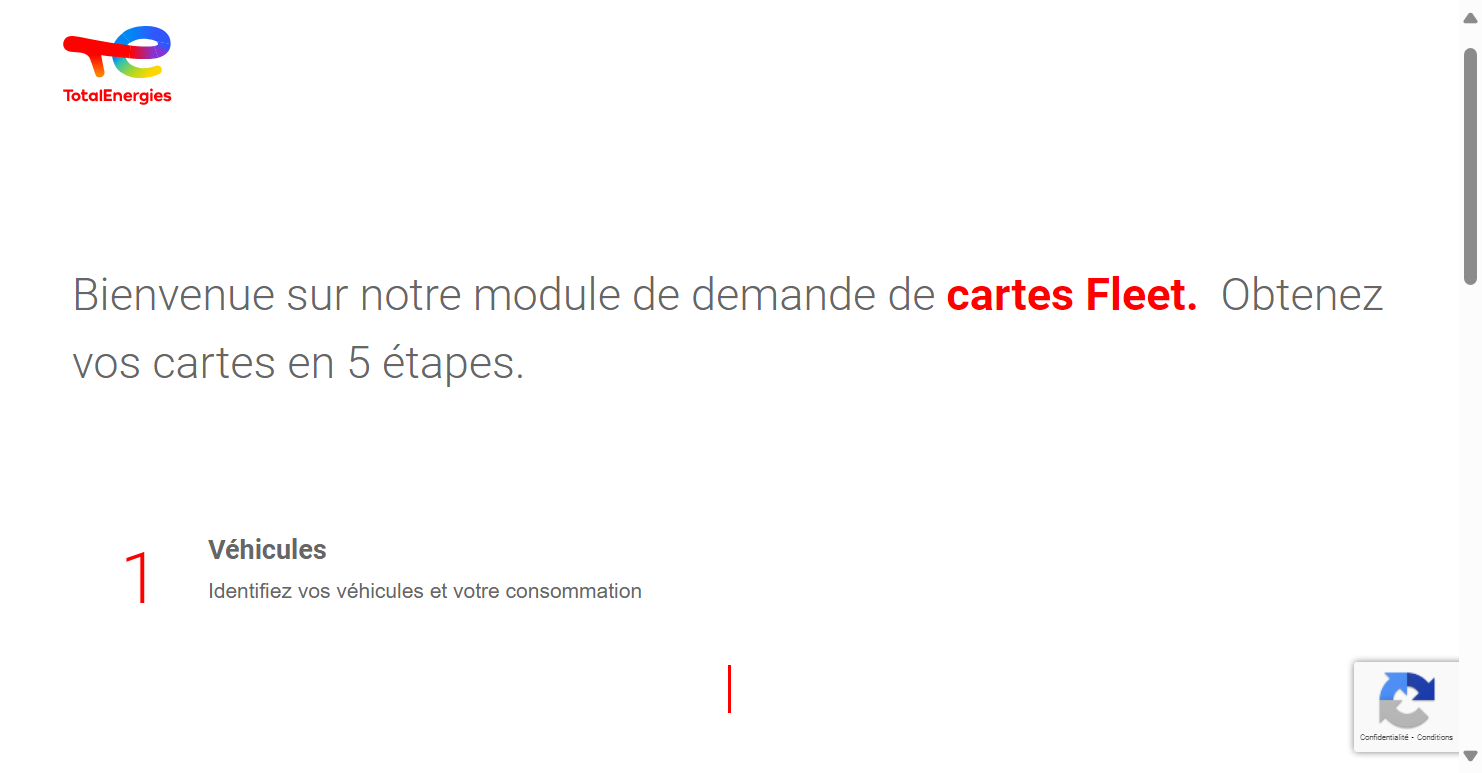 TotalEnergies
Bienvenue sur notre module de demande de cartes Fleet. Obtenez
vos cartes en 5 étapes.
1
Véhicules
Identifiez vos véhicules et votre consommation
Confidentialité - Conditions